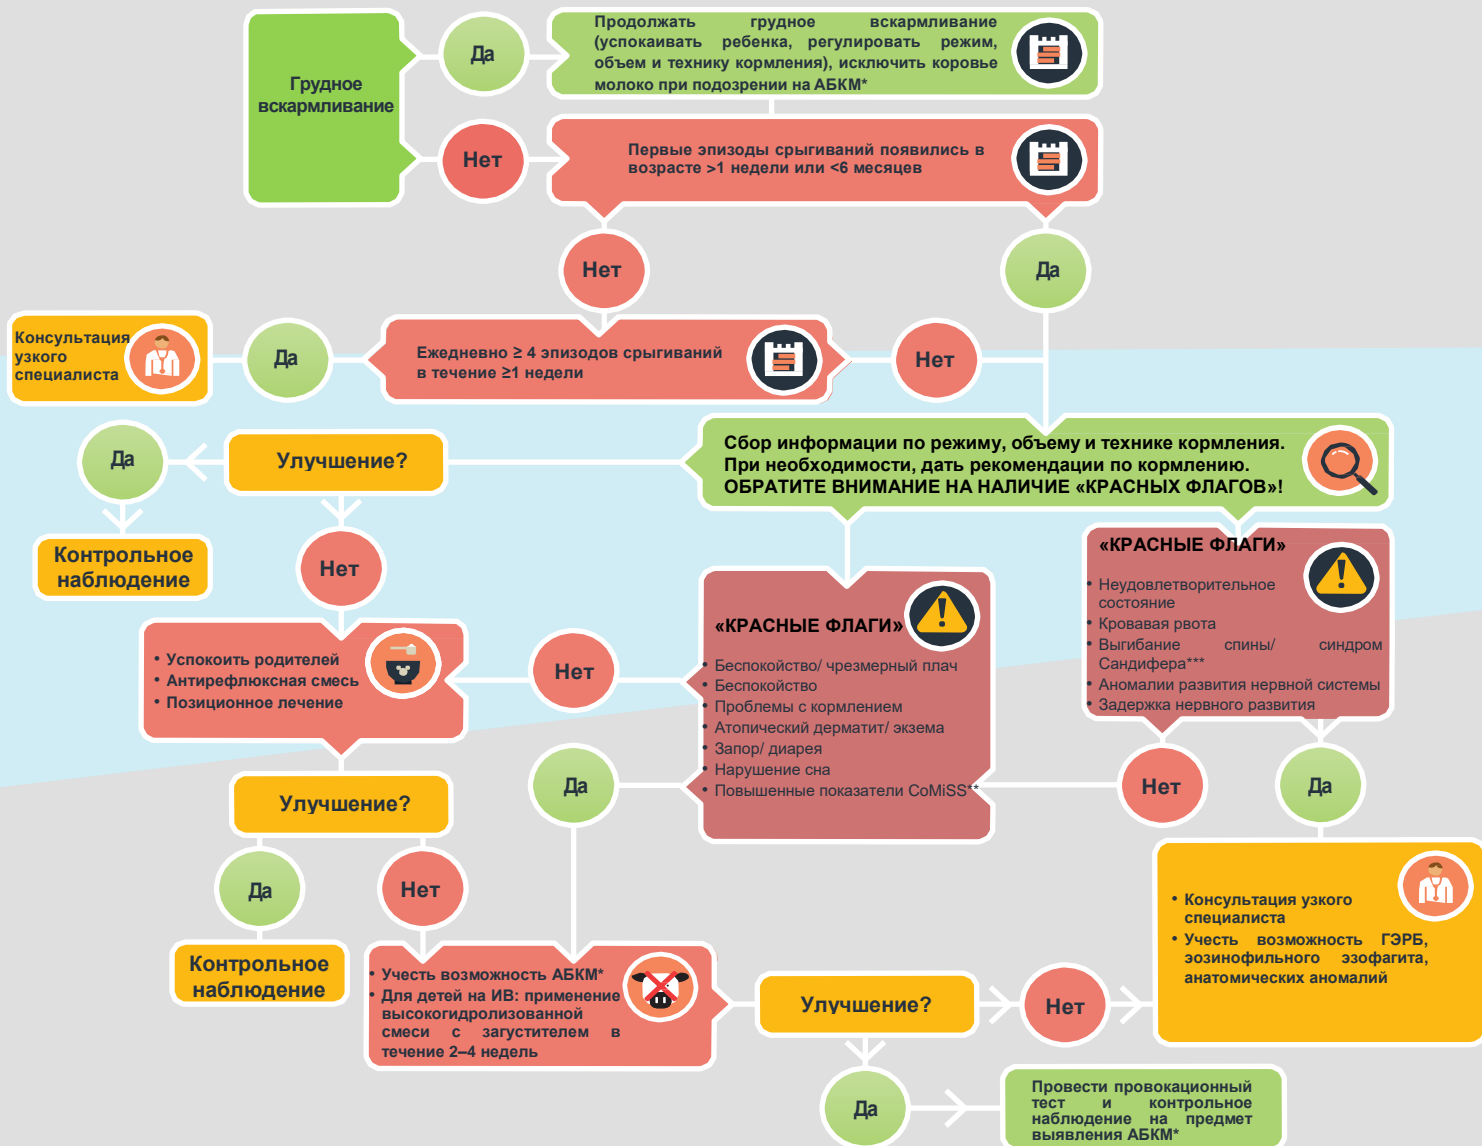 Грудное
вскармливание
Да
Продолжать грудное вскармливание
(успокаивать ребенка, регулировать режим,
объем и технику кормления), исключить коровье
молоко при подозрении на АБКМ*
Нет
Первые эпизоды срыгиваний появились в
возрасте >1 недели или <6 месяцев
Нет
Да
Консультация
узкого
специалиста
Да
Ежедневно ≥ 4 эпизодов срыгиваний
в течение ≥1 недели
Нет
Да
Улучшение?
Сбор информации по режиму, объему и технике кормления.
При необходимости, дать рекомендации по кормлению.
ОБРАТИТЕ ВНИМАНИЕ НА НАЛИЧИЕ «КРАСНЫХ ФЛАГОВ»!
Контрольное
наблюдение
Нет
«КРАСНЫЕ ФЛАГИ»
• Неудовлетворительное
состояние
• Кровавая рвота
• Выгибание спины/ синдром
Сандифера***
• Аномалии развития нервной системы
• Задержка нервного развития
«КРАСНЫЕ ФЛАГИ»
• Беспокойство/ чрезмерный плач
• Беспокойство
• Проблемы с кормлением
• Атопический дерматит/ экзема
• Запор/ диарея
• Нарушение сна
• Повышенные показатели CoMiSS**
• Успокоить родителей
• Антирефлюксная смесь
• Позиционное лечение
Нет
Да
Нет
Да
Улучшение?
Да
Нет
• Консультация узкого
специалиста
• Учесть возможность ГЭРБ,
эозинофильного эзофагита,
анатомических аномалий
Контрольное
наблюдение
• Учесть возможность АБКМ*
• Для детей на ИВ: применение
высокогидролизованной
смеси с загустителем в
течение 2–4 недель
Улучшение?
Нет
Да
Провести провокационный
тест и контрольное
наблюдение на предмет
выявления АБКМ*